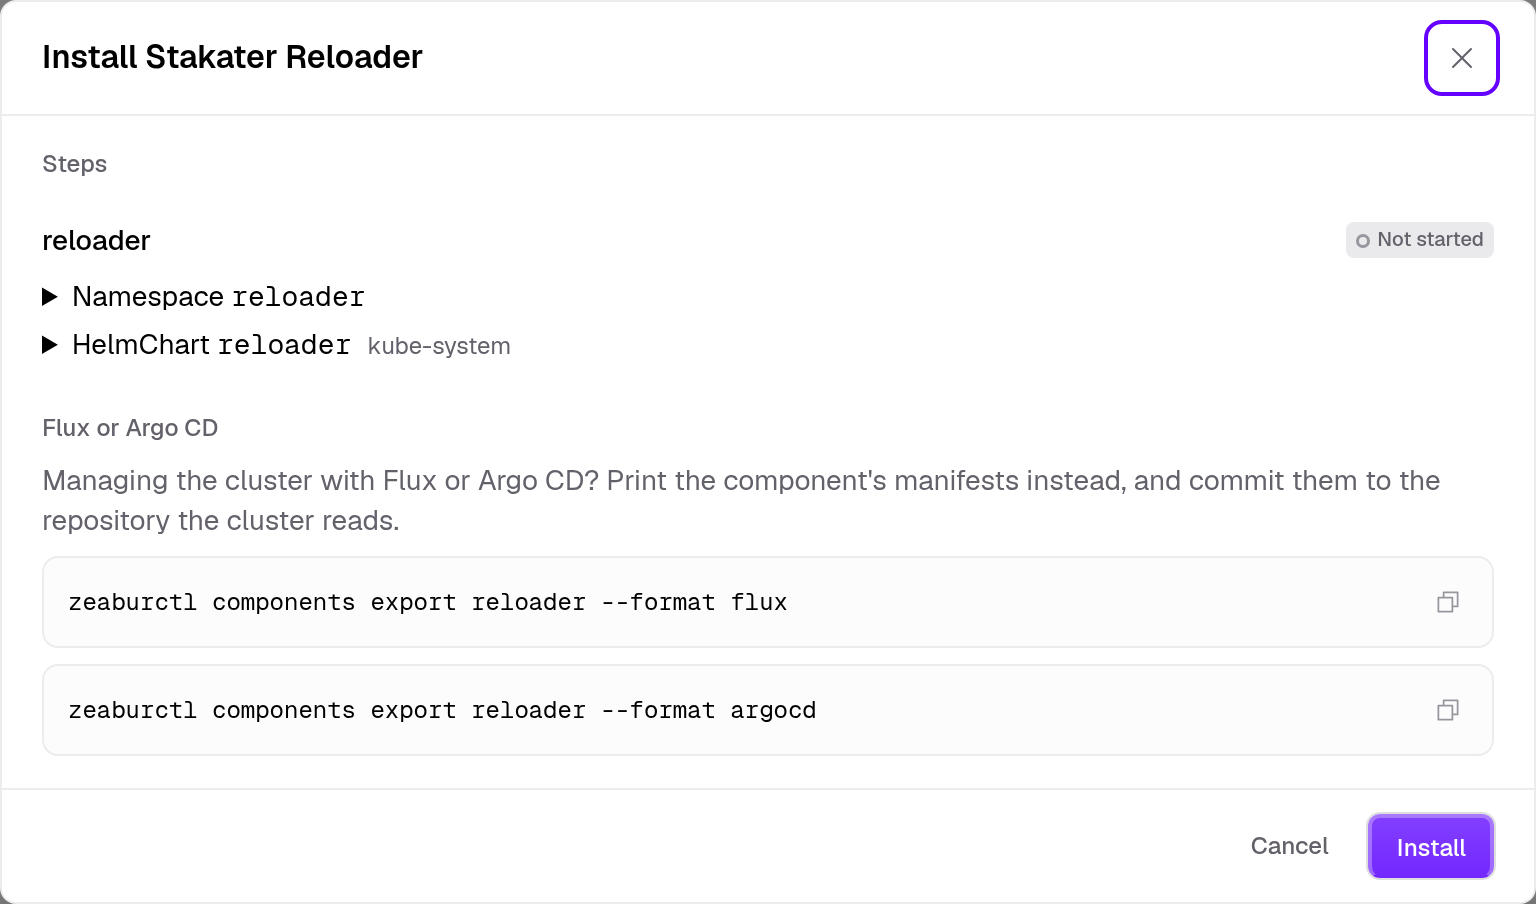 Install Stakater Reloader
Steps
reloader
Not started
Namespace reloader
HelmChart reloader kube-system
Flux or Argo CD
Managing the cluster with Flux or Argo CD? Print the component's manifests instead, and commit them to the
repository the cluster reads.
zeaburctl components export reloader --format flux
zeaburctl components export reloader --format argocd
Cancel
Install